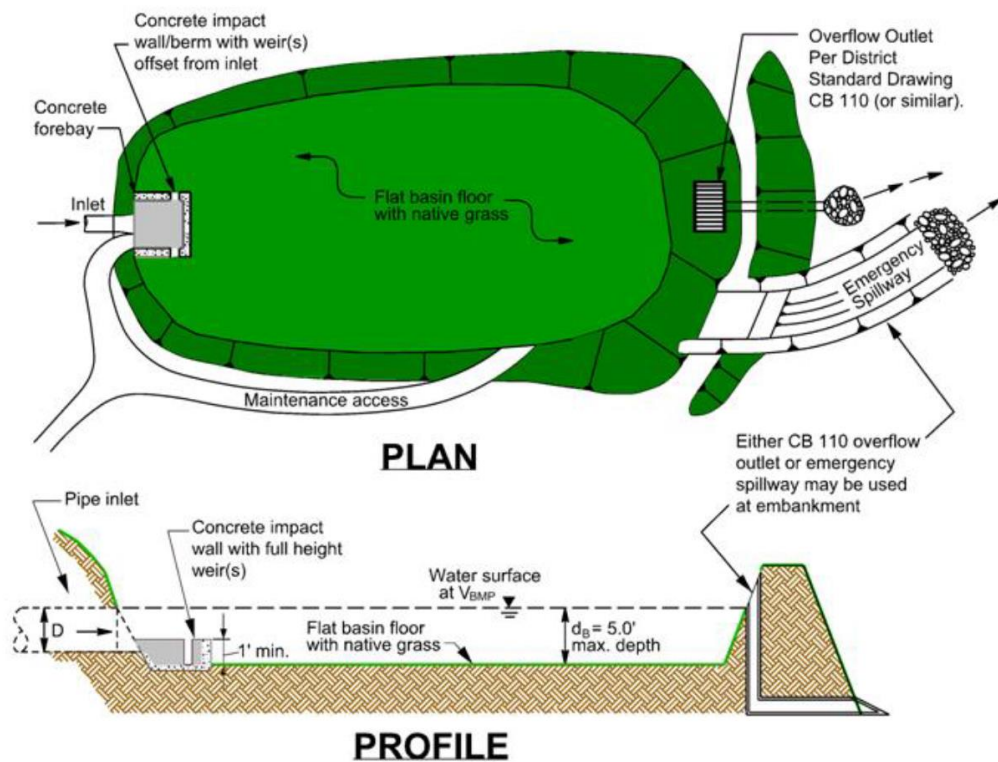 Concrete impact
wall/berm with weir(s)
offset from inlet
Concrete
forebay
Inlet
Flat basin floor
with native grass
Overflow Outlet
Per District
Standard Drawing
CB 110 (or similar).
Emergency
Spillway
Maintenance access
PLAN
Either CB 110 overflow
outlet or emergency
spillway may be used
at embankment
Pipe inlet
Concrete impact
wall with full height
weir(s)
Water surface
at VBMP
D
1' min.
Flat basin floor
with native grass
dB = 5.0'
max. depth
PROFILE